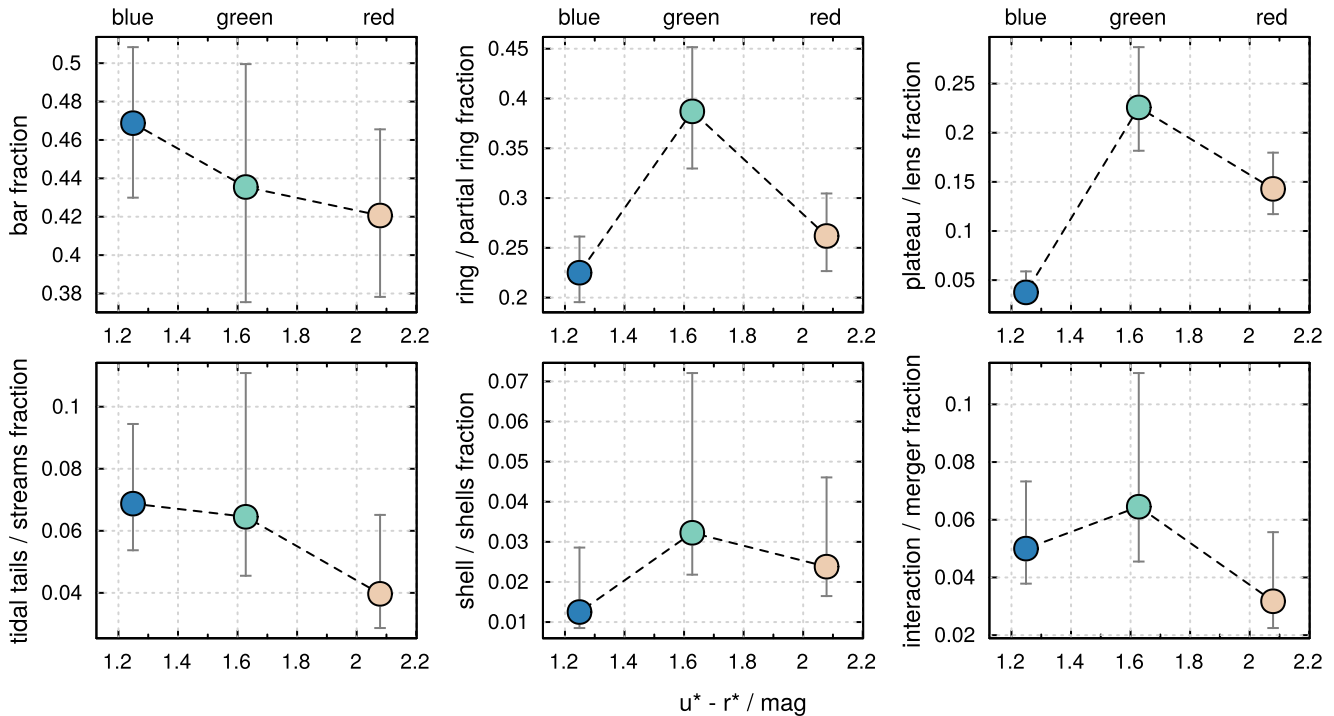 blue green red
blue green red
blue green red
bar fraction
0.5
0.48
0.46
0.44
0.42
0.4
0.38
1.2 1.4 1.6 1.8 2 2.2
ring / partial ring fraction
0.45
0.4
0.35
0.3
0.25
0.2
1.2 1.4 1.6 1.8 2 2.2
plateau / lens fraction
0.25
0.2
0.15
0.1
0.05
1.2 1.4 1.6 1.8 2 2.2
tidal tails / streams fraction
0.1
0.08
0.06
0.04
1.2 1.4 1.6 1.8 2 2.2
shell / shells fraction
0.07
0.06
0.05
0.04
0.03
0.02
0.01
1.2 1.4 1.6 1.8 2 2.2
interaction / merger fraction
0.1
0.08
0.06
0.04
0.02
1.2 1.4 1.6 1.8 2 2.2
u* - r* / mag